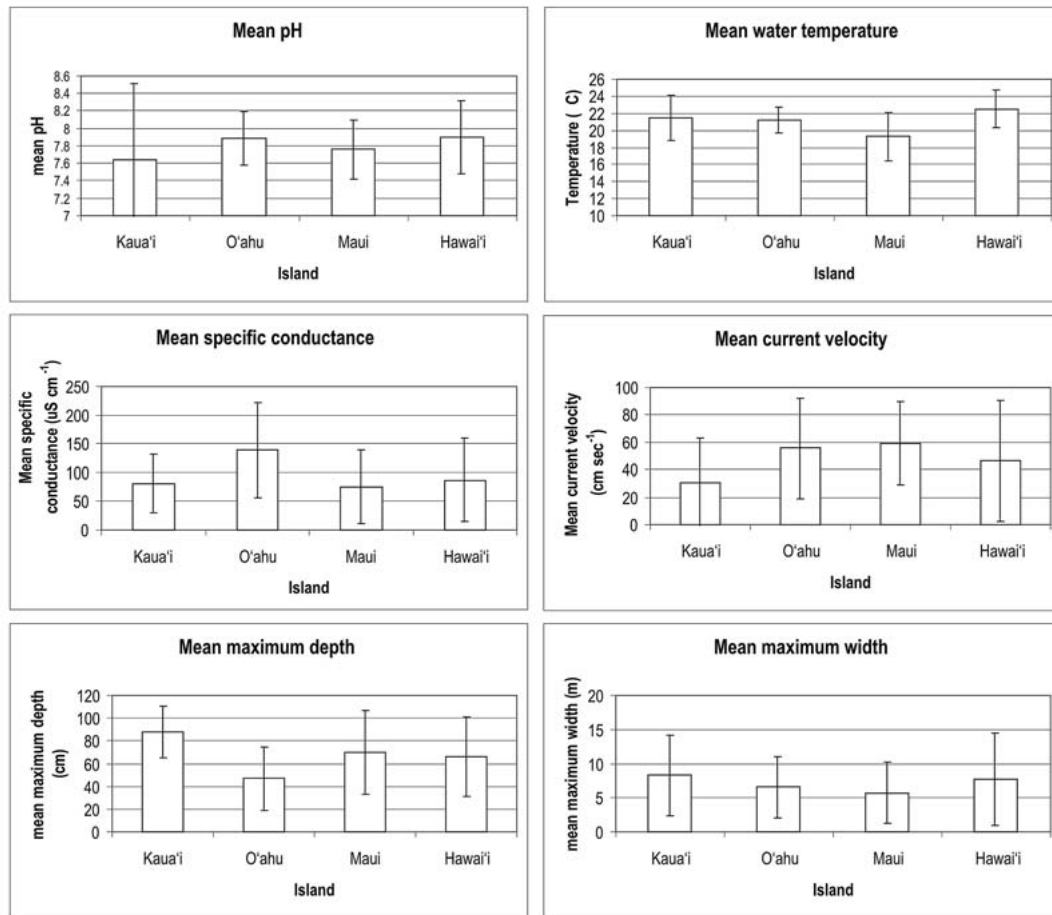 Mean pH
mean pH
8.6
8.4
8.2
8
7.8
7.6
7.4
7.2
7
Kaua‘i O‘ahu Maui Hawai‘i
Island
Mean water temperature
Temperature ( C)
26
24
22
20
18
16
14
12
10
Kaua‘i O‘ahu Maui Hawai‘i
Island
Mean specific conductance
Mean specific
conductance (uS cm -1)
250
200
150
100
50
0
Kaua‘i O‘ahu Maui Hawai‘i
Island
Mean current velocity
Mean current velocity
(cm sec-1)
100
80
60
40
20
0
Kaua‘i O‘ahu Maui Hawai‘i
Island
Mean maximum depth
mean maximum depth
(cm)
120
100
80
60
40
20
0
Kaua‘i O‘ahu Maui Hawai‘i
Island
Mean maximum width
mean maximum width (m)
20
15
10
5
0
Kaua‘i O‘ahu Maui Hawai‘i
Island